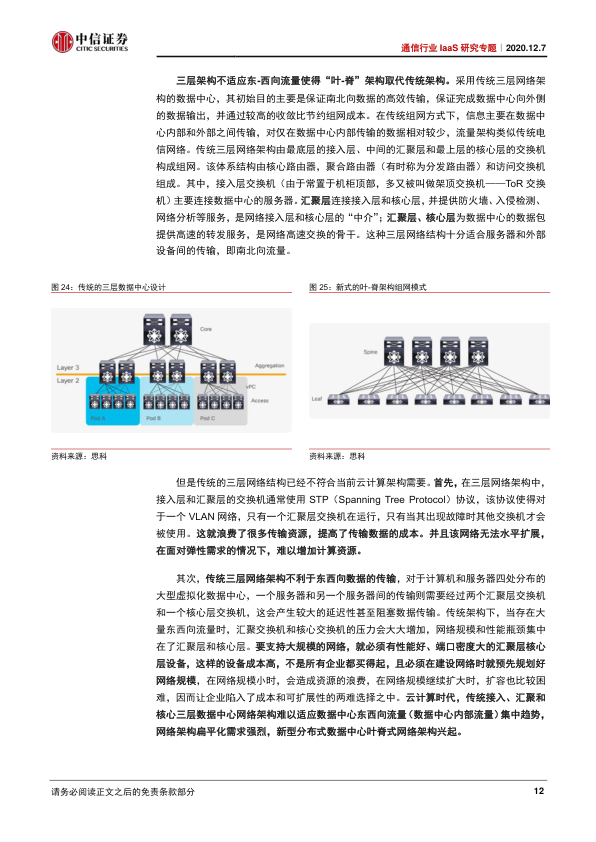 中信证券
CITIC SECURITIES
通信行业 IaaS 研究专题｜2020.12.7
三层架构不适应东-西向流量使得“叶-脊”架构取代传统架构。采用传统三层网络架
构的数据中心，其初始目的主要是保证南北向数据的高效传输，保证完成数据中心向外侧
的数据输出，并通过较高的收敛比节约组网成本。在传统组网方式下，信息主要在数据中
心内部和外部之间传输，对仅在数据中心内部传输的数据相对较少，流量架构类似传统电
信网络。传统三层网络架构由最底层的接入层、中间的汇聚层和最上层的核心层的交换机
构成组网。该体系结构由核心路由器，聚合路由器（有时称为分发路由器）和访问交换机
组成。其中，接入层交换机（由于常置于机柜顶部，多又被叫做架顶交换机——ToR 交换
机）主要连接数据中心的服务器。汇聚层连接接入层和核心层，并提供防火墙、入侵检测、
网络分析等服务，是网络接入层和核心层的“中介”；汇聚层、核心层为数据中心的数据包
提供高速的转发服务，是网络高速交换的骨干。这种三层网络结构十分适合服务器和外部
设备间的传输，即南北向流量。
图 24：传统的三层数据中心设计
Core
Layer 3
Layer 2
Aggregation
vPC
Access
Pod A
Pod B
Pod C
资料来源：思科
图 25：新式的叶-脊架构组网模式
Spine
Leaf
资料来源：思科
但是传统的三层网络结构已经不符合当前云计算架构需要。首先，在三层网络架构中，
接入层和汇聚层的交换机通常使用 STP（Spanning Tree Protocol）协议，该协议使得对
于一个 VLAN 网络，只有一个汇聚层交换机在运行，只有当其出现故障时其他交换机才会
被使用。这就浪费了很多传输资源，提高了传输数据的成本。并且该网络无法水平扩展，
在面对弹性需求的情况下，难以增加计算资源。
其次，传统三层网络架构不利于东西向数据的传输，对于计算机和服务器四处分布的
大型虚拟化数据中心，一个服务器和另一个服务器间的传输则需要经过两个汇聚层交换机
和一个核心层交换机，这会产生较大的延迟性甚至阻塞数据传输。传统架构下，当存在大
量东西向流量时，汇聚交换机和核心交换机的压力会大大增加，网络规模和性能瓶颈集中
在了汇聚层和核心层。要支持大规模的网络，就必须有性能好、端口密度大的汇聚层核心
层设备，这样的设备成本高，不是所有企业都买得起，且必须在建设网络时就预先规划好
网络规模，在网络规模小时，会造成资源的浪费，在网络规模继续扩大时，扩容也比较困
难，因而让企业陷入了成本和可扩展性的两难选择之中。云计算时代，传统接入、汇聚和
核心三层数据中心网络架构难以适应数据中心东西向流量（数据中心内部流量）集中趋势，
网络架构扁平化需求强烈，新型分布式数据中心叶脊式网络架构兴起。
请务必阅读正文之后的免责条款部分
12